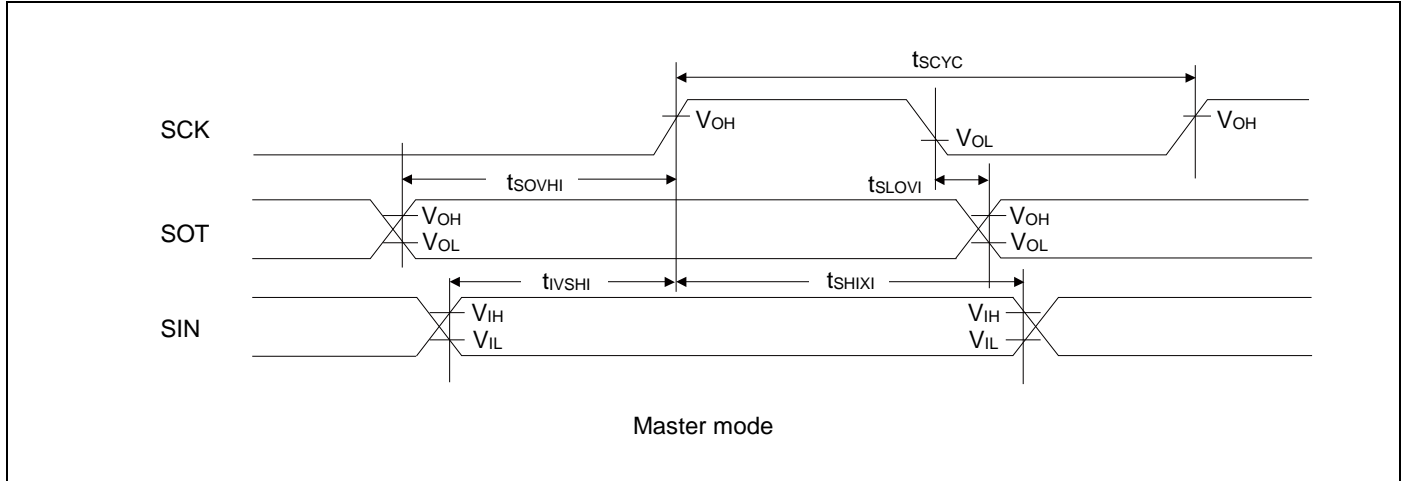 tSCYC
SCK
VOH
VOL
VOH
tSOVHI
tSLOVI
SOT
VOH
VOL
VOH
VOL
tIVSHI
tSHIXI
SIN
VIH
VIL
VIH
VIL
Master mode